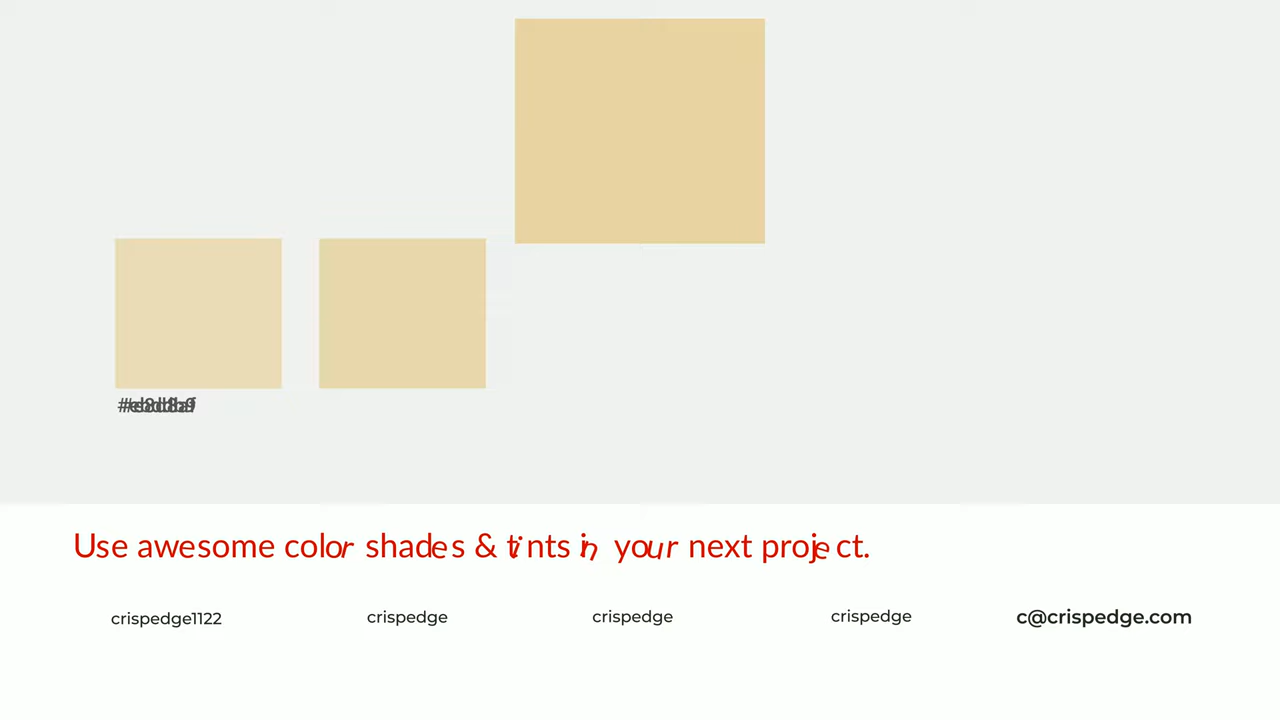 Use awesome color shades & tints in your next project.
crispedge1122 crispedge crispedge crispedge c@crispedge.com